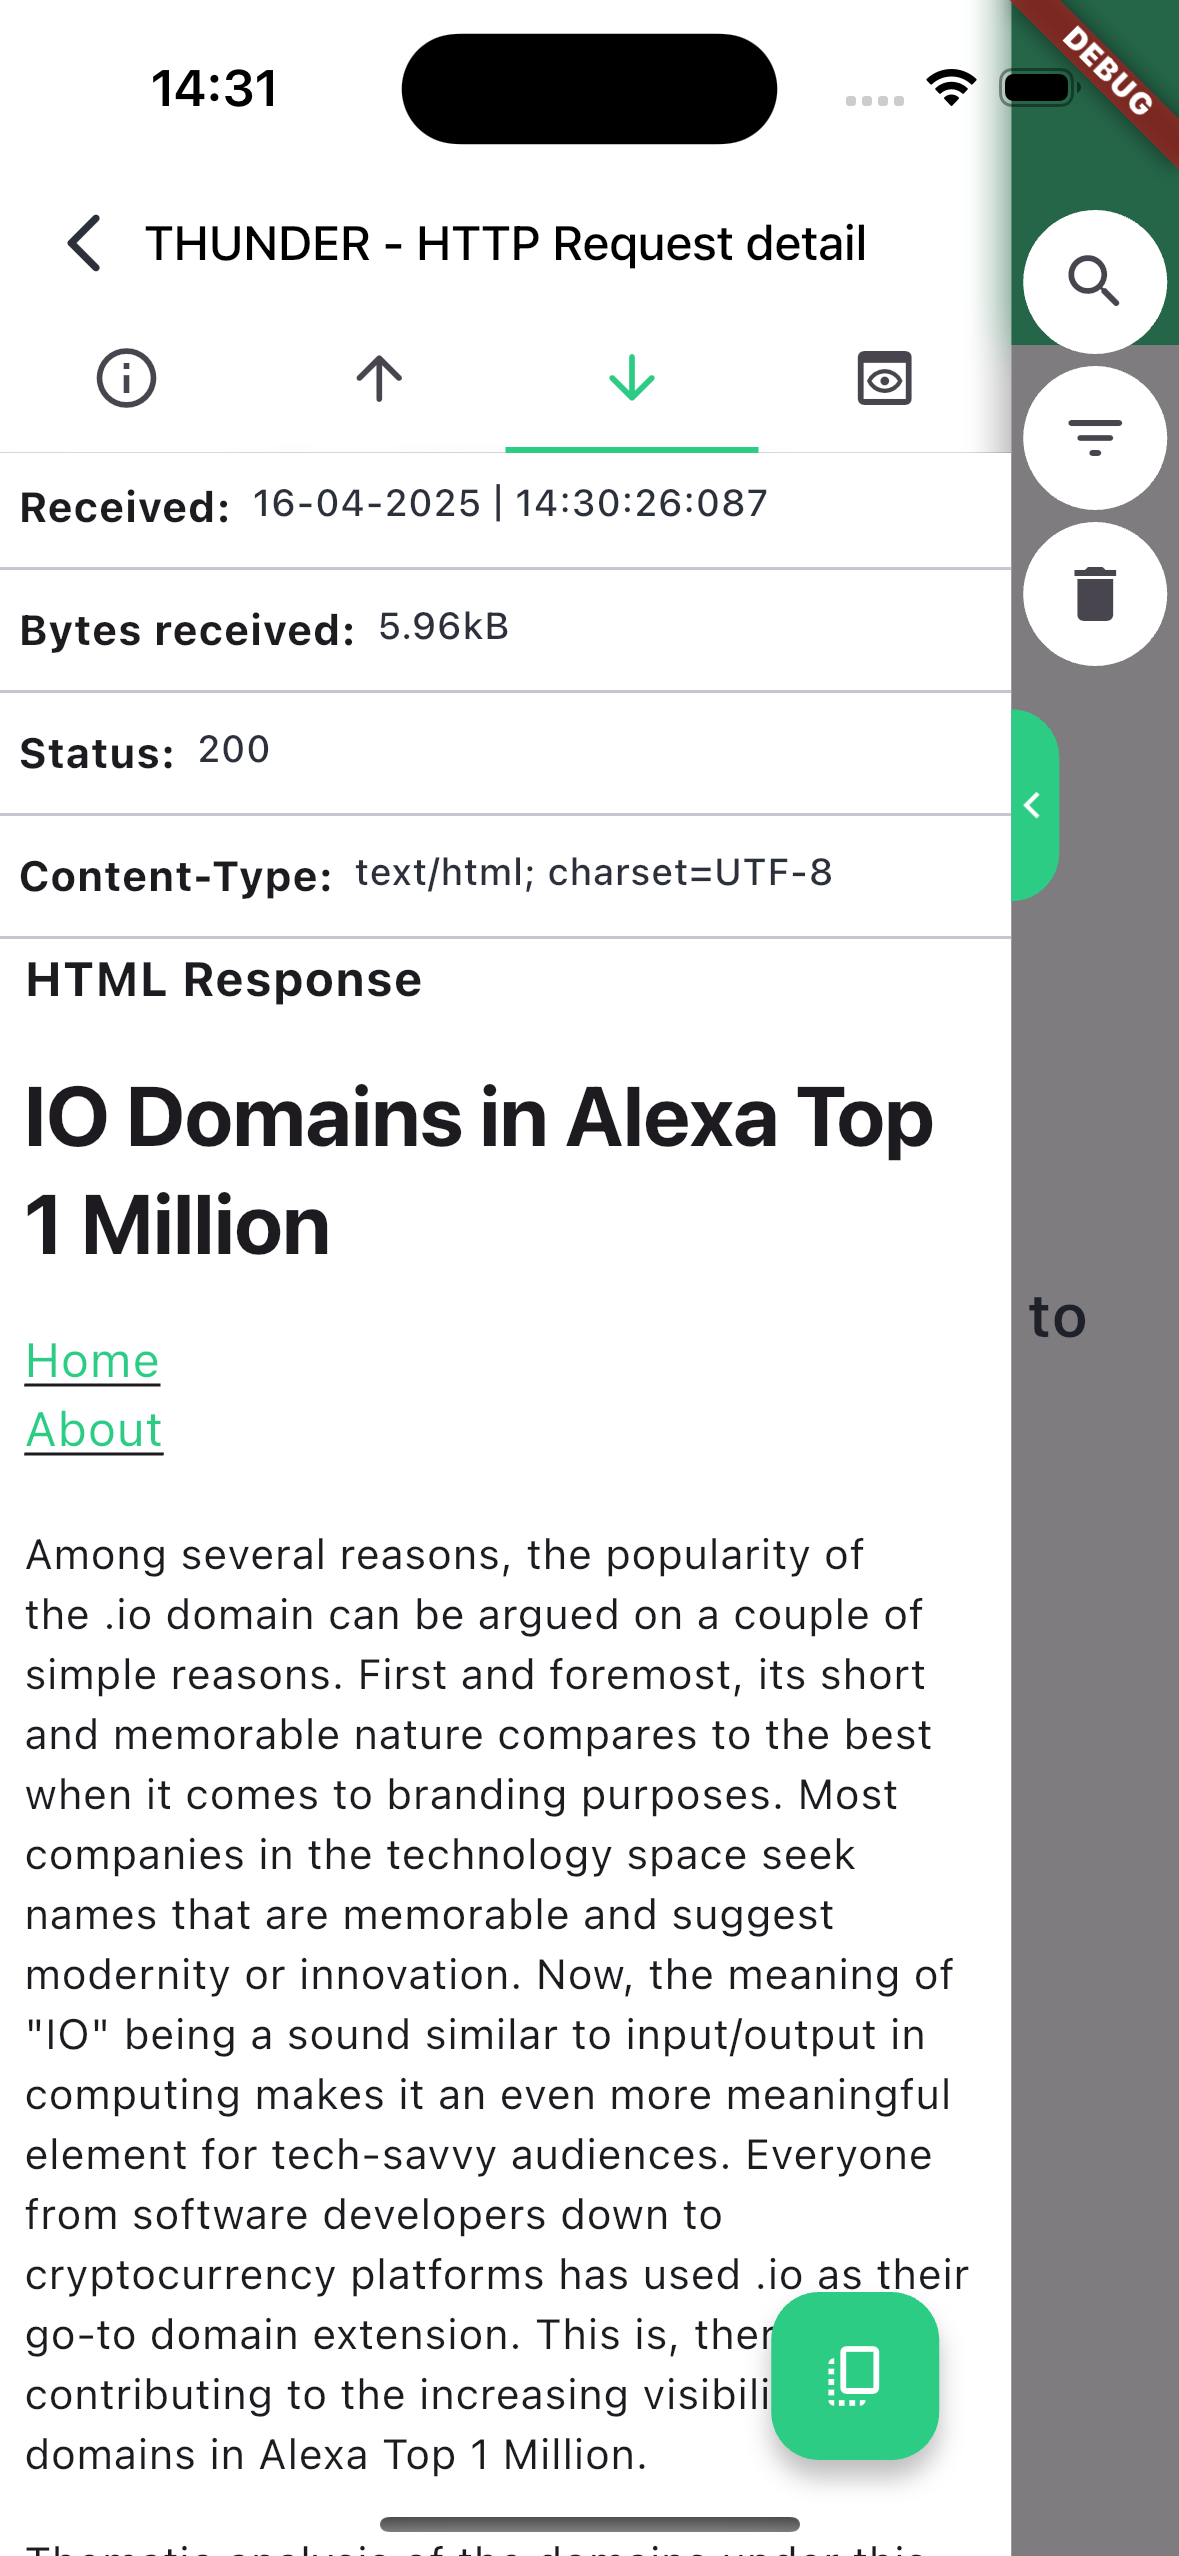 14:31
DEBUG
THUNDER - HTTP Request detail
Received: 16-04-2025 | 14:30:26:087
Bytes received: 5.96kB
Status: 200
Content-Type: text/html; charset=UTF-8
HTML Response
IO Domains in Alexa Top
1 Million
to
Home
About
Among several reasons, the popularity of
the .io domain can be argued on a couple of
simple reasons. First and foremost, its short
and memorable nature compares to the best
when it comes to branding purposes. Most
companies in the technology space seek
names that are memorable and suggest
modernity or innovation. Now, the meaning of
"IO" being a sound similar to input/output in
computing makes it an even more meaningful
element for tech-savvy audiences. Everyone
from software developers down to
cryptocurrency platforms has used .io as their
go-to domain extension. This is, ther
contributing to the increasing visibili
domains in Alexa Top 1 Million.
Thematic analysis of the domains under this